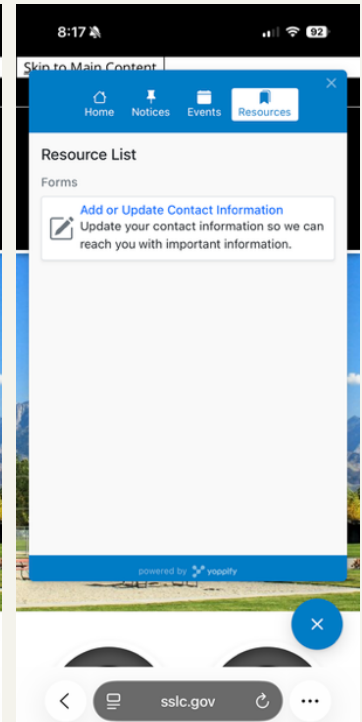 8:17
92
Skip to Main Content
Home
Notices
Events
Resources
Resource List
Forms
Add or Update Contact Information
Update your contact information so we can
reach you with important information.
powered by yoppify
sslc.gov